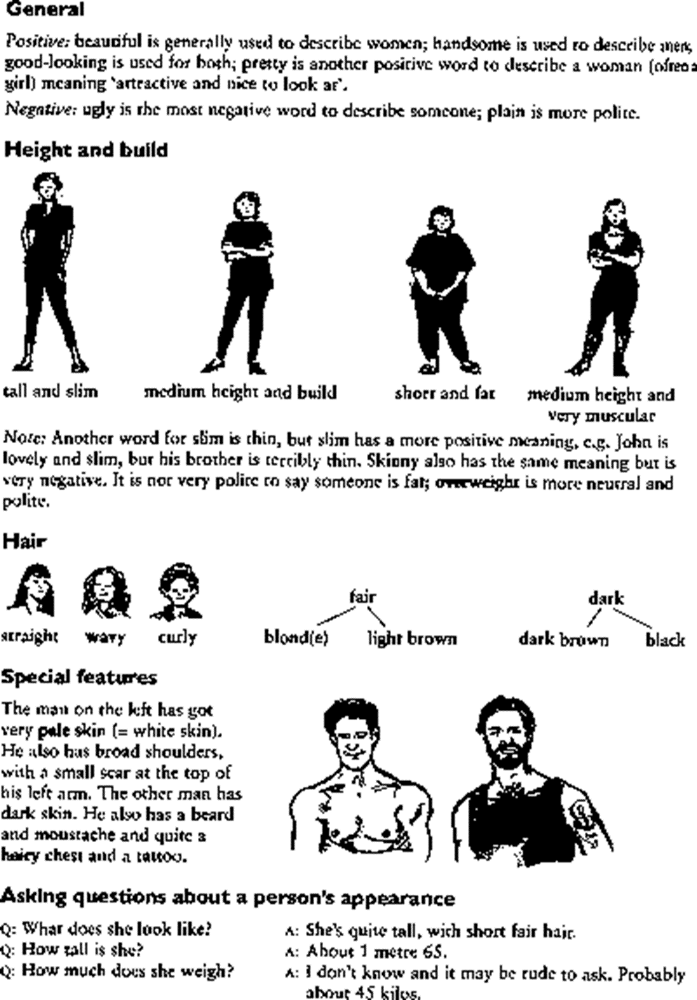 General
Positive: beautiful is generally used to describe women; handsome is used to describe men;
good-looking is used for both; pretty is another positive word to describe a woman (often a
girl) meaning 'attractive and nice to look at'.
Negative: ugly is the most negative word to describe someone; plain is more polite.
Height and build
tall and slim
medium height and build
short and fat
medium height and
very muscular
Note: Another word for slim is thin, but slim has a more positive meaning, e.g. John is
lovely and slim, but his brother is terribly thin. Skinny also has the same meaning but is
very negative. It is not very polite to say someone is fat; overweight is more neutral and
polite.
Hair
straight wavy curly
fair
blond(e) light brown
dark
dark brown black
Special features
The man on the left has got
very pale skin (= white skin).
He also has broad shoulders,
with a small scar at the top of
his left arm. The other man has
dark skin. He also has a beard
and moustache and quite a
hairy chest and a tattoo.
Asking questions about a person's appearance
Q: What does she look like? A: She's quite tall, with short fair hair.
Q: How tall is she? A: About 1 metre 65.
Q: How much does she weigh? A: I don't know and it may be rude to ask. Probably
about 45 kilos.